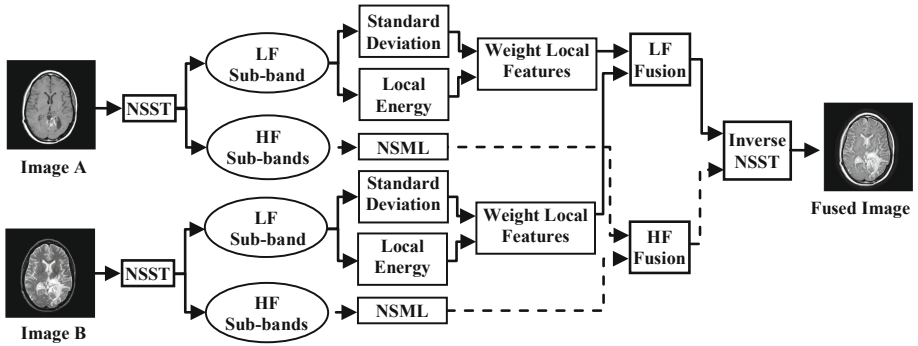 Image A
NSST
LF
Sub-band
HF
Sub-bands
Standard
Deviation
Local
Energy
NSML
Weight Local
Features
LF
Fusion
Image B
NSST
LF
Sub-band
HF
Sub-bands
Standard
Deviation
Local
Energy
NSML
Weight Local
Features
HF
Fusion
Inverse
NSST
Fused Image